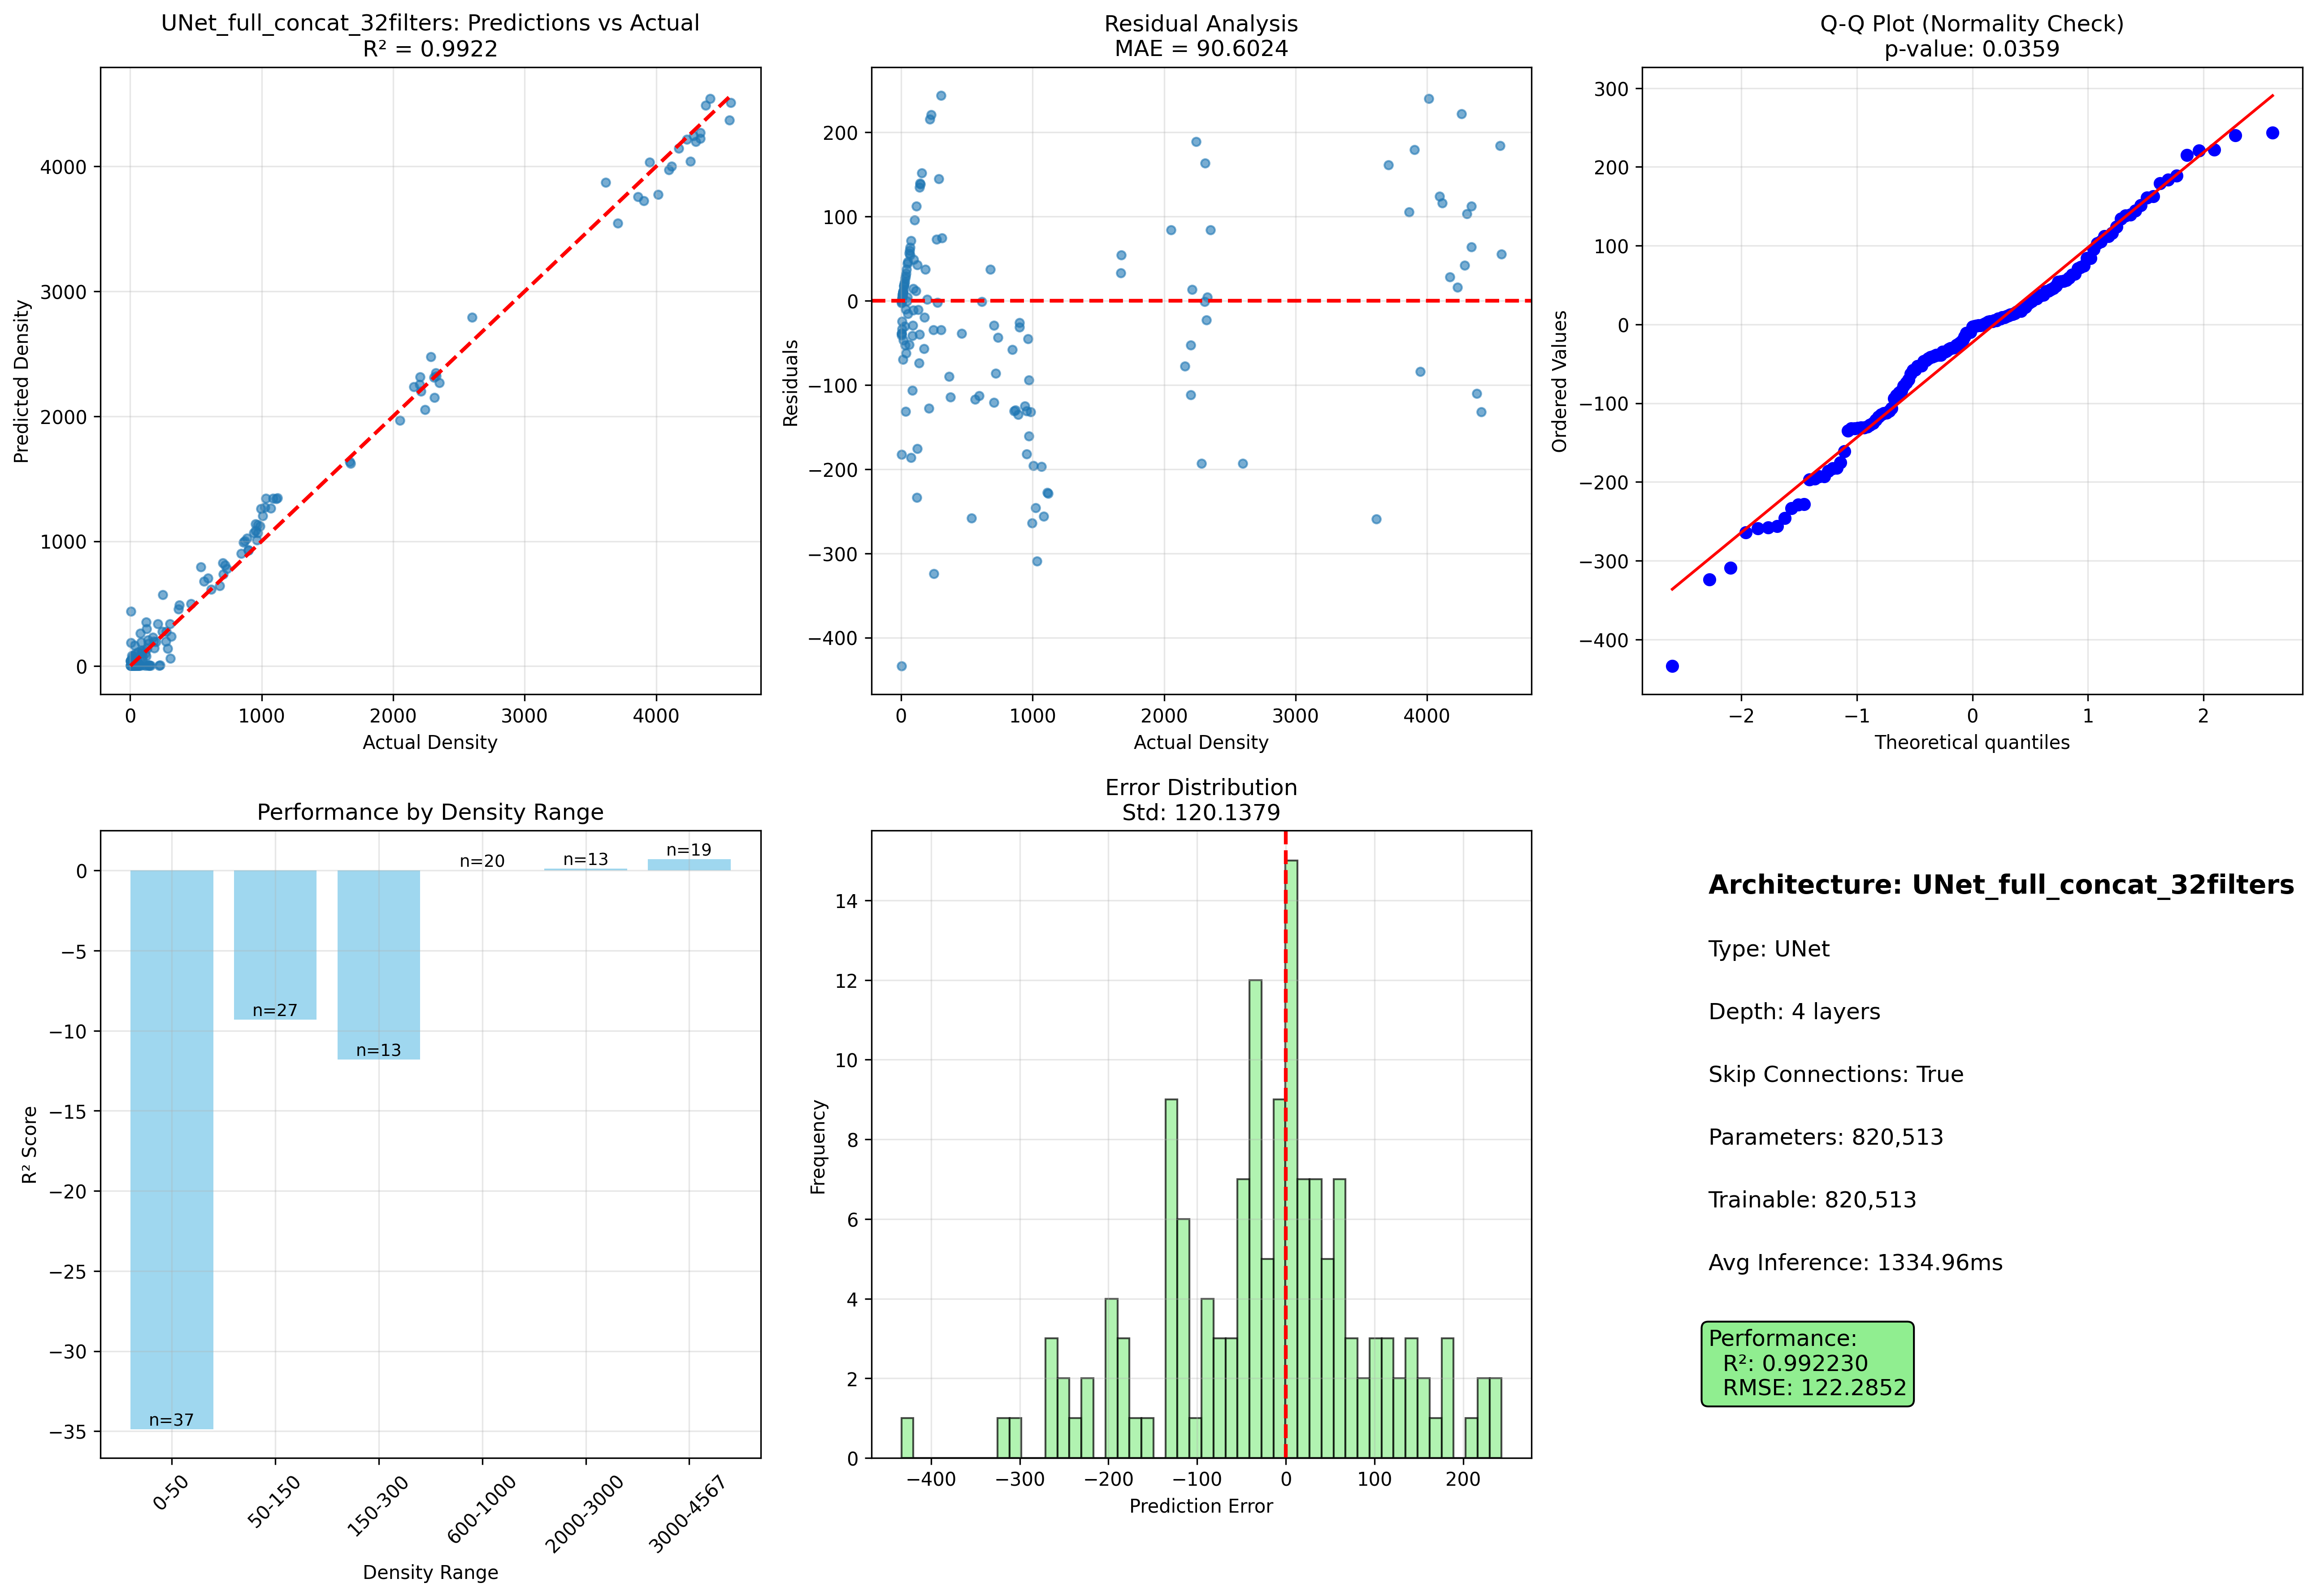 UNet_full_concat_32filters: Predictions vs Actual
R² = 0.9922
Predicted Density
4000
3000
2000
1000
0
0 1000 2000 3000 4000
Actual Density
Residual Analysis
MAE = 90.6024
Residuals
200
100
0
−100
−200
−300
−400
0 1000 2000 3000 4000
Actual Density
Q-Q Plot (Normality Check)
p-value: 0.0359
Ordered Values
300
200
100
0
−100
−200
−300
−400
−2 −1 0 1 2
Theoretical quantiles
Performance by Density Range
R² Score
0
−5
−10
−15
−20
−25
−30
−35
n=37
n=27
n=13
n=20
n=13
n=19
0-50
50-150
150-300
600-1000
2000-3000
3000-4567
Density Range
Error Distribution
Std: 120.1379
Frequency
14
12
10
8
6
4
2
0
−400 −300 −200 −100 0 100 200
Prediction Error
Architecture: UNet_full_concat_32filters
Type: UNet
Depth: 4 layers
Skip Connections: True
Parameters: 820,513
Trainable: 820,513
Avg Inference: 1334.96ms
Performance:
R²: 0.992230
RMSE: 122.2852